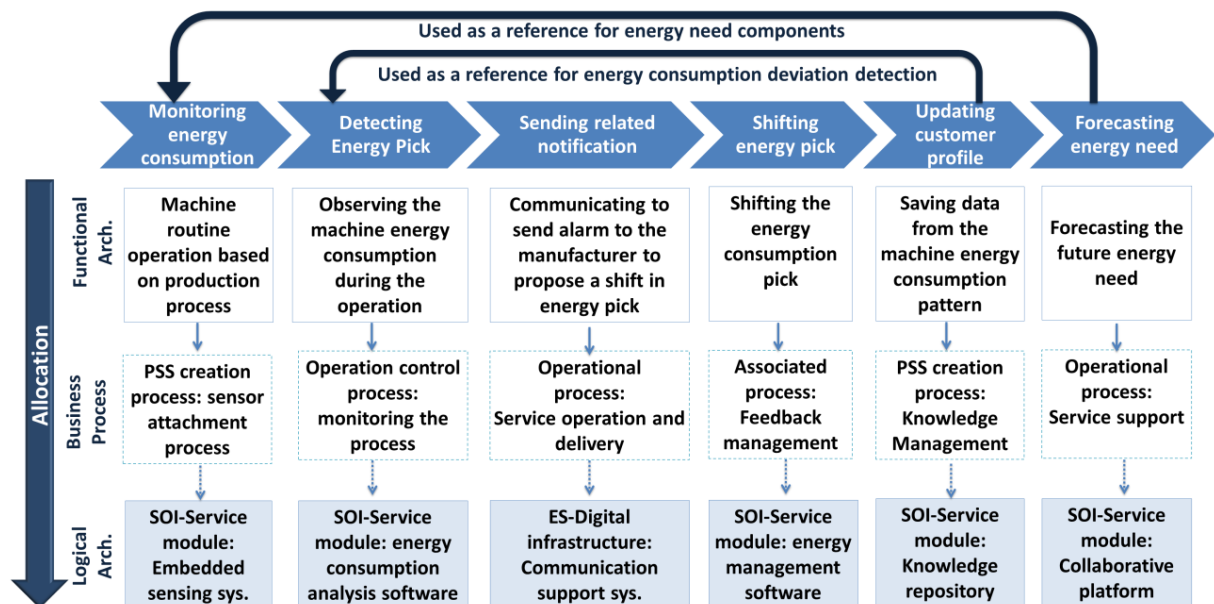 Used as a reference for energy need components
Used as a reference for energy consumption deviation detection
Monitoring
energy
consumption
Detecting
Energy Pick
Sending related
notification
Shifting
energy pick
Updating
customer
profile
Forecasting
energy need
Allocation
Functional
Arch.
Machine
routine
operation based
on production
process
Observing the
machine energy
consumption
during the
operation
Communicating to
send alarm to the
manufacturer to
propose a shift in
energy pick
Shifting the
energy
consumption
pick
Saving data
from the
machine energy
consumption
pattern
Forecasting the
future energy
need
Business
Process
PSS creation
process: sensor
attachment
process
Operation control
process:
monitoring the
process
Operational
process:
Service operation and
delivery
Associated
process:
Feedback
management
PSS creation
process:
Knowledge
Management
Operational
process:
Service support
Logical
Arch.
SOI-Service
module:
Embedded
sensing sys.
SOI-Service
module: energy
consumption
analysis software
ES-Digital
infrastructure:
Communication
support sys.
SOI-Service
module: energy
management
software
SOI-Service
module:
Knowledge
repository
SOI-Service
module:
Collaborative
platform